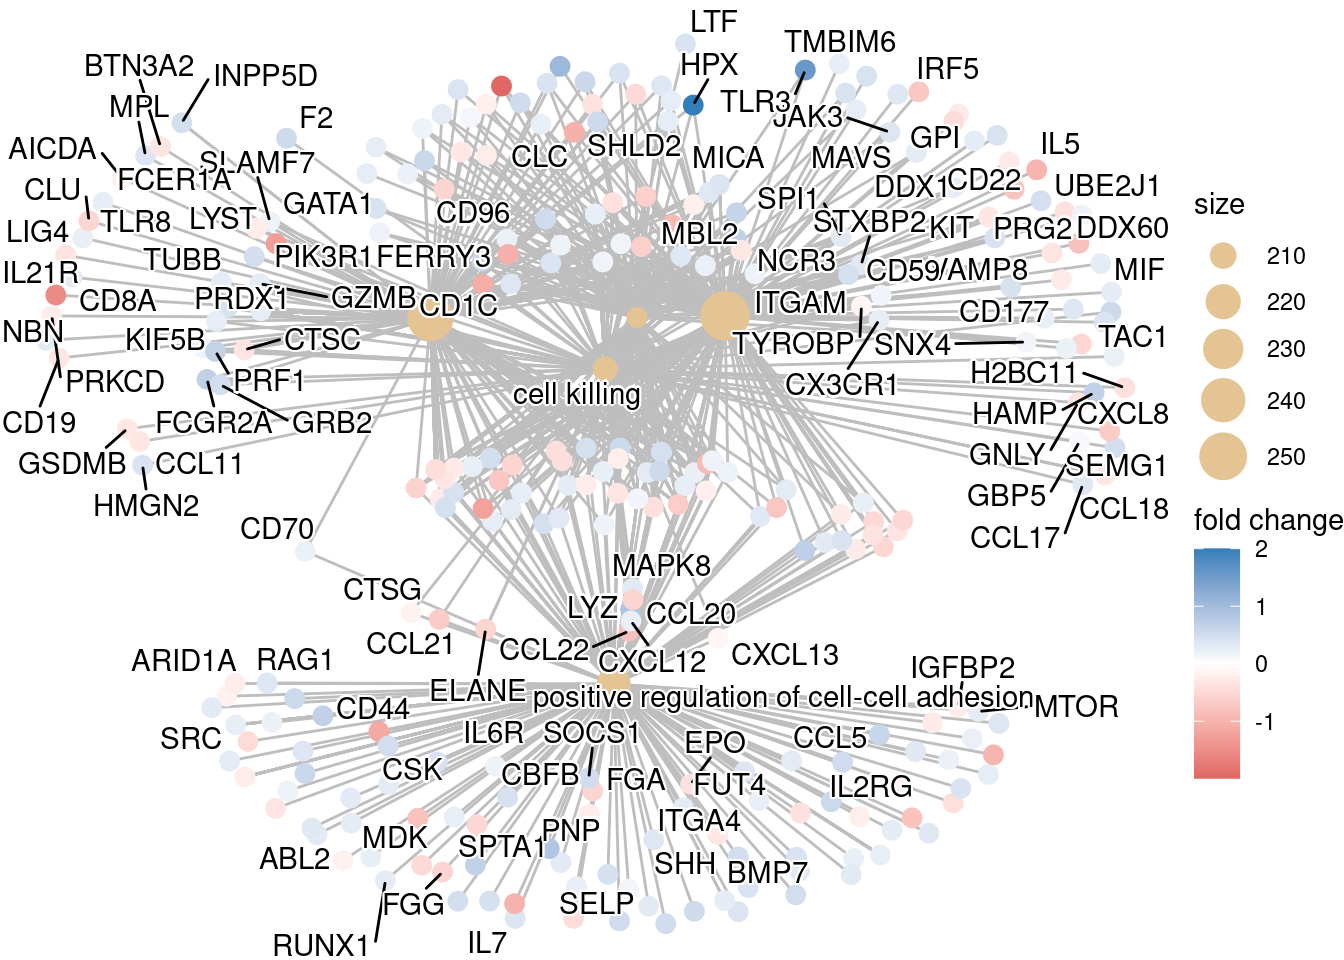 LTF
TMBIM6
BTN3A2
INPP5D
HPX
IRF5
MPL
F2
TLR3
JAK3
AICDA
SLAMF7
CLC
SHLD2
MICA
MAVS
GPI
IL5
CLU
FCER1A
GATA1
CD96
SPI1
DDX1
CD22
UBE2J1
LIG4
TLR8
LYST
MBL2
STXBP2
KIT
PRG2
DDX60
IL21R
TUBB
PIK3R1
FERRY3
NCR3
CD59
MIF
CD8A
PRDX1
GZMB
CD1C
ITGAM
CD177
NBN
KIF5B
CTSC
TYROBP
SNX4
TAC1
PRKCD
PRF1
cell killing
CX3CR1
H2BC11
CD19
FCGR2A
GRB2
HAMP
CXCL8
GSDMB
CCL11
GNLY
SEMG1
HMGN2
GBP5
CCL18
CD70
CCL17
CTSG
MAPK8
LYZ
CCL20
CCL21
CCL22
CXCL12
CXCL13
ARID1A
RAG1
ELANE
positive regulation of cell-cell adhesion
IGFBP2
MTOR
SRC
CD44
IL6R
SOCS1
EPO
CCL5
CSK
CBFB
FGA
FUT4
IL2RG
ABL2
MDK
SPTA1
PNP
ITGA4
SHH
BMP7
FGG
SELP
RUNX1
IL7
size
210
220
230
240
250
fold change
2
1
0
-1